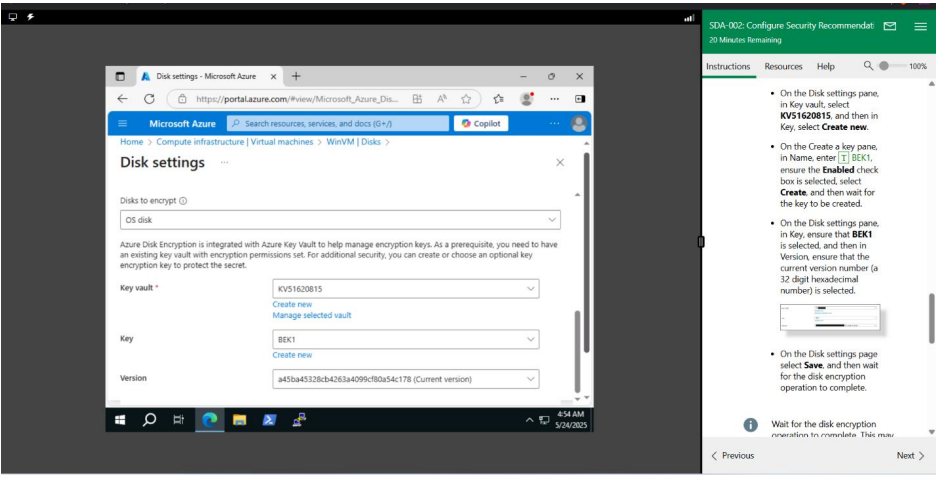 Disk settings - Microsoft Azure
https://portal.azure.com/#view/Microsoft_Azure_Dis...
Microsoft Azure
Search resources, services, and docs (G+/)
Copilot
Home > Compute infrastructure | Virtual machines > WinVM | Disks >
Disk settings
Disks to encrypt
OS disk
Azure Disk Encryption is integrated with Azure Key Vault to help manage encryption keys. As a prerequisite, you need to have
an existing key vault with encryption permissions set. For additional security, you can create or choose an optional key
encryption key to protect the secret.
Key vault *
KV51620815
Create new
Manage selected vault
Key
BEK1
Create new
Version
a45ba45328cb4263a4099cf80a54c178 (Current version)
4:54 AM
5/24/2025
SDA-002: Configure Security Recommendati
20 Minutes Remaining
Instructions Resources Help 100%
• On the Disk settings pane,
in Key vault, select
KV51620815, and then in
Key, select Create new.
• On the Create a key pane,
in Name, enter T BEK1,
ensure the Enabled check
box is selected, select
Create, and then wait for
the key to be created.
• On the Disk settings pane,
in Key, ensure that BEK1
is selected, and then in
Version, ensure that the
current version number (a
32 digit hexadecimal
number) is selected.
• On the Disk settings page
select Save, and then wait
for the disk encryption
operation to complete.
Wait for the disk encryption
operation to complete. This may
< Previous
Next >